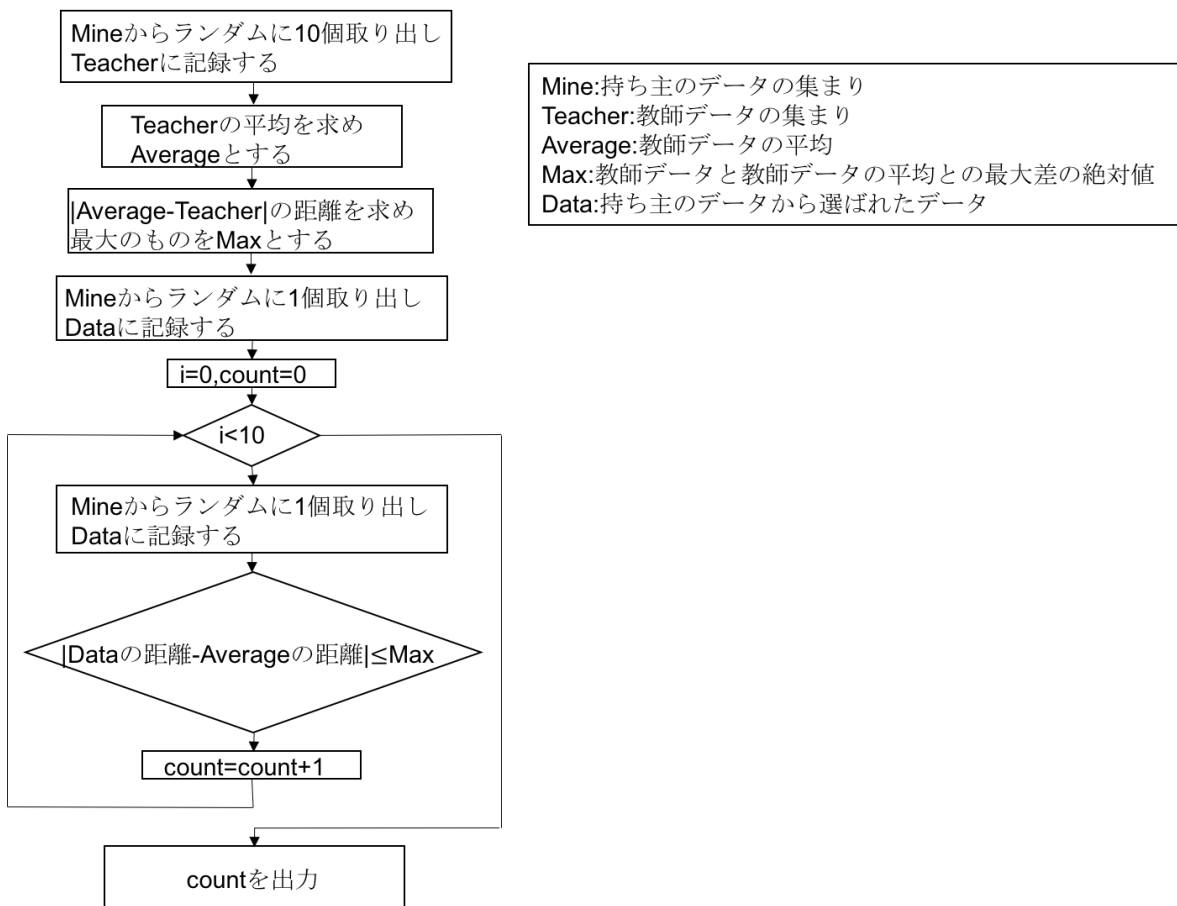 Mineからランダムに10個取り出し
Teacherに記録する
Teacherの平均を求め
Averageとする
|Average-Teacher|の距離を求め
最大のものをMaxとする
Mineからランダムに1個取り出し
Dataに記録する
i=0,count=0
i<10
Mineからランダムに1個取り出し
Dataに記録する
|Dataの距離-Averageの距離|≤Max
count=count+1
countを出力
Mine:持ち主のデータの集まり
Teacher:教師データの集まり
Average:教師データの平均
Max:教師データと教師データの平均との最大差の絶対値
Data:持ち主のデータから選ばれたデータ